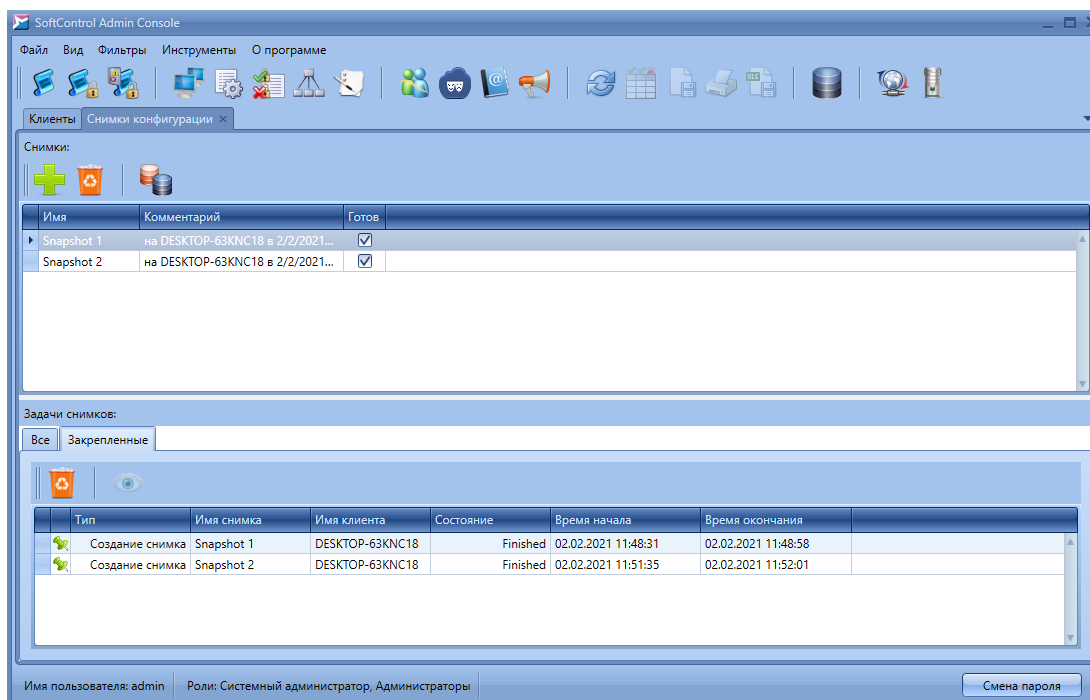 SoftControl Admin Console
Файл Вид Фильтры Инструменты О программе
Клиенты Снимки конфигурации
Снимки:
Имя Комментарий Готов
Snapshot 1 на DESKTOP-63KNC18 в 2/2/2021...
Snapshot 2 на DESKTOP-63KNC18 в 2/2/2021...
Задачи снимков:
Все Закрепленные
Тип Имя снимка Имя клиента Состояние Время начала Время окончания
Создание снимка Snapshot 1 DESKTOP-63KNC18 Finished 02.02.2021 11:48:31 02.02.2021 11:48:58
Создание снимка Snapshot 2 DESKTOP-63KNC18 Finished 02.02.2021 11:51:35 02.02.2021 11:52:01
Имя пользователя: admin Роли: Системный администратор, Администраторы Смена пароля